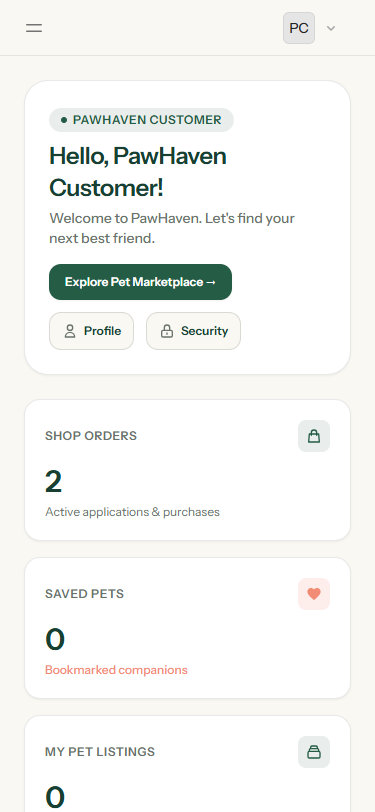 PC
PAWHAVEN CUSTOMER
Hello, PawHaven
Customer!
Welcome to PawHaven. Let's find your
next best friend.
Explore Pet Marketplace →
Profile
Security
SHOP ORDERS
2
Active applications & purchases
SAVED PETS
0
Bookmarked companions
MY PET LISTINGS
0